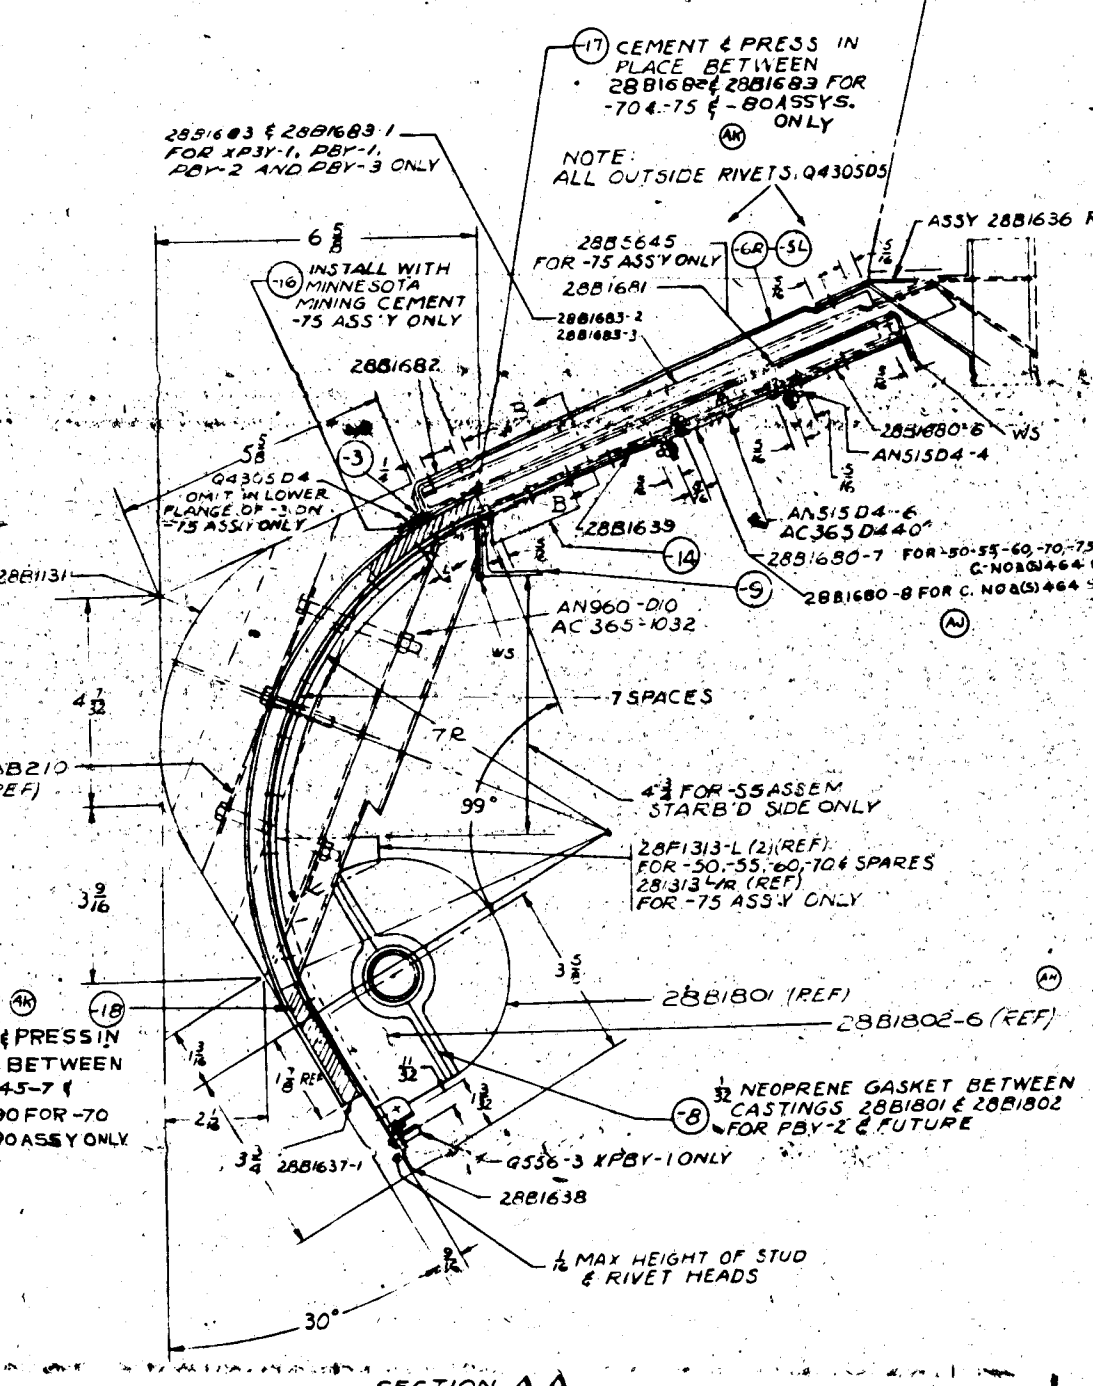 -17 CEMENT & PRESS IN
PLACE BETWEEN
28B1682 & 28B1683 FOR
-70 & -75 & -80 ASSYS.
ONLY
AK
28B1683 & 28B1683-1
FOR XP3Y-1, PBY-1,
PBY-2 AND PBY-3 ONLY
NOTE:
ALL OUTSIDE RIVETS, Q4305D5
ASSY 28B1636 R
6 5/8
28B5645
FOR -75 ASS'Y ONLY
-6R -5L
28B1681
28B1683-2
28B1683-3
-16 INSTALL WITH
MINNESOTA
MINING CEMENT
-75 ASS'Y ONLY
28B1682
5 5/8
-3
1/4
Q4305D4
OMIT IN LOWER
FLANGE OF -3 ON
-75 ASS'Y ONLY
B
28B1680-6
WS
AN515D4-4
5/16
AN515D4-6
AC365D440
28B1639
-14
28B1680-7 FOR -50-55-60,-70,-75
28B1680-8 FOR C. NO
-9
AJ
28B1131
AN960-D10
AC365-1032
WS
7 SPACES
4 7/32
7R
B210
REF)
99°
4 3/4 FOR -55 ASSEM
STARB'D SIDE ONLY
28F1313-L (2)(REF)
FOR -50,-55,-60,-70 & SPARES
281313 L/R (REF)
FOR -75 ASS'Y ONLY
3 9/16
3 5/8
28B1801 (REF)
AH
28B1802-6 (REF)
AK
-18
& PRESS IN
BETWEEN
45-7 &
90 FOR -70
90 ASSY ONLY
1 3/16
1 7/8 REF
11/32
1 3/32
2 1/16
-8
1/32 NEOPRENE GASKET BETWEEN
CASTINGS 28B1801 & 28B1802
FOR PBY-2 & FUTURE
3 3/4
28B1637-1
Q556-3 XPBY-1 ONLY
28B1638
9/16
1/16 MAX HEIGHT OF STUD
& RIVET HEADS
30°
SECTION AA